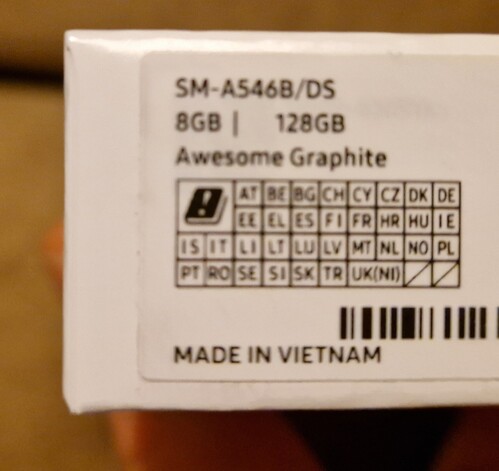 SM-A546B/DS
8GB | 128GB
Awesome Graphite
AT BE BG CH CY CZ DK DE
EE EL ES FI FR HR HU IE
IS IT LI LT LU LV MT NL NO PL
PT RO SE SI SK TR UK(NI)
MADE IN VIETNAM